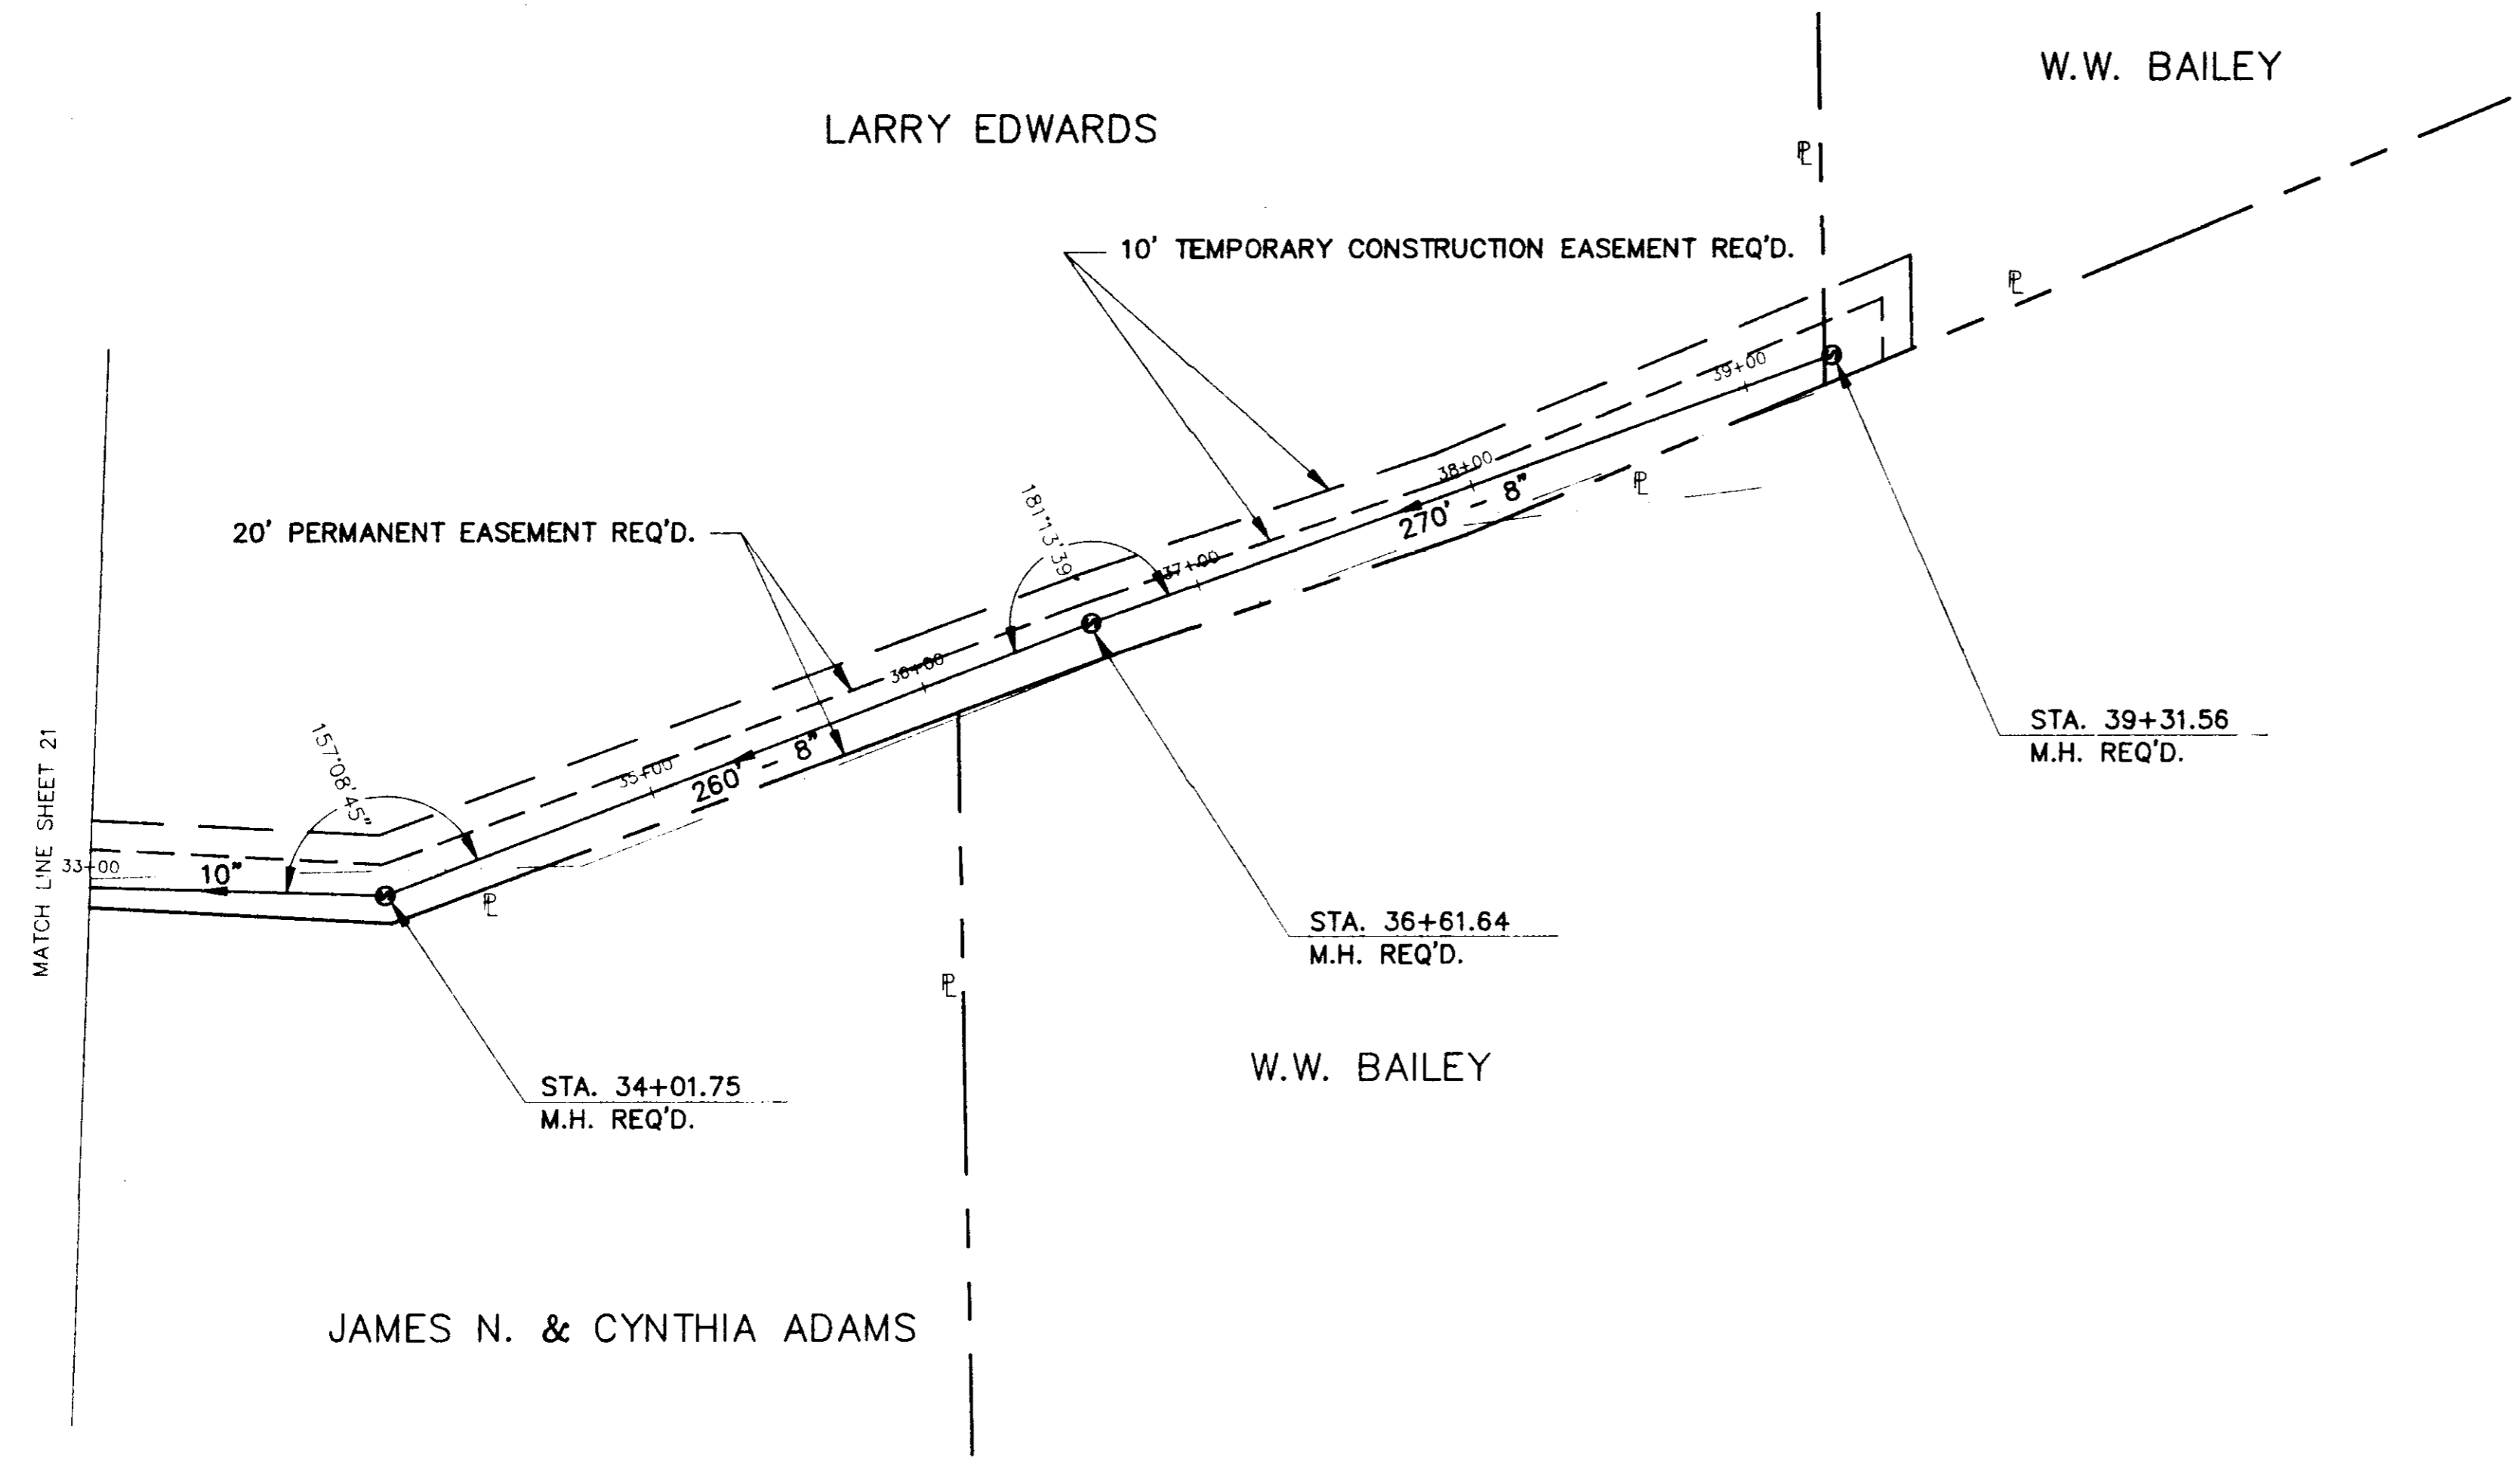 W.W. BAILEY
LARRY EDWARDS
PL
10' TEMPORARY CONSTRUCTION EASEMENT REQ'D.
PL
39+00
38+00
PL
8"
270'
181°13'39"
20' PERMANENT EASEMENT REQ'D.
37+00
36+00
STA. 39+31.56
M.H. REQ'D.
157°08'45"
8"
260'
35+00
MATCH LINE SHEET 21
33+00
10"
PL
STA. 36+61.64
M.H. REQ'D.
PL
W.W. BAILEY
STA. 34+01.75
M.H. REQ'D.
JAMES N. & CYNTHIA ADAMS